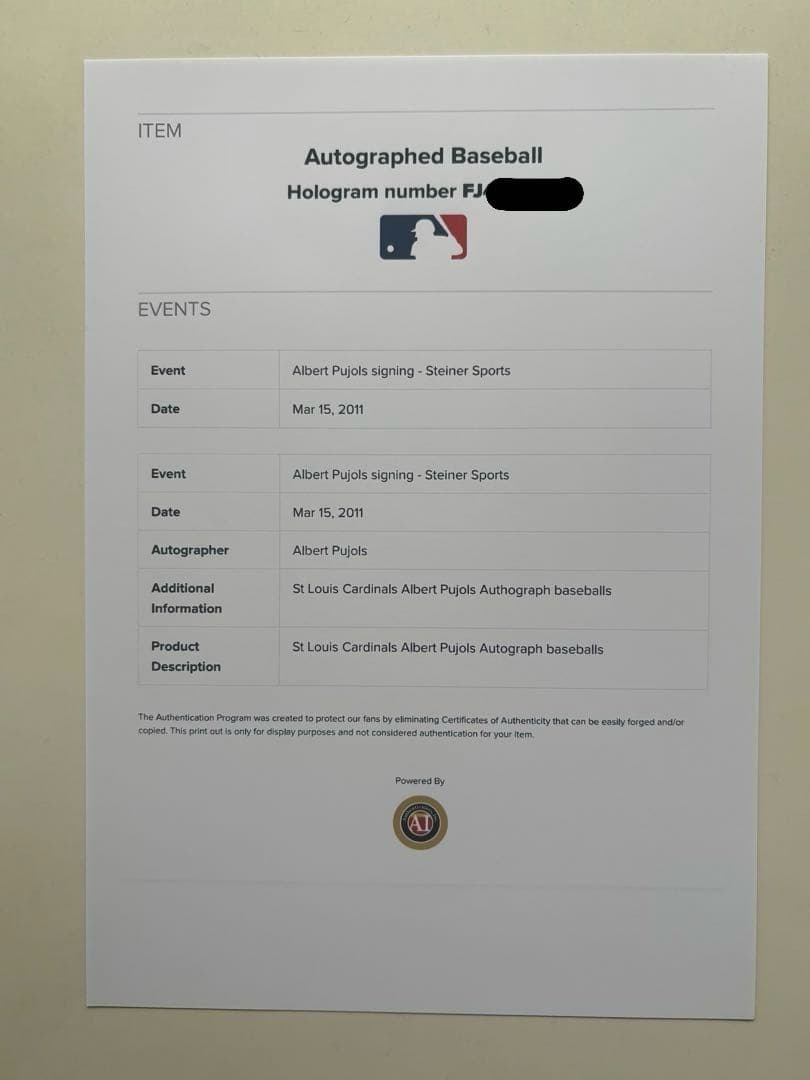 ITEM
Autographed Baseball
Hologram number FJ
EVENTS
Event Albert Pujols signing - Steiner Sports
Date Mar 15, 2011
Event Albert Pujols signing - Steiner Sports
Date Mar 15, 2011
Autographer Albert Pujols
Additional Information St Louis Cardinals Albert Pujols Authograph baseballs
Product Description St Louis Cardinals Albert Pujols Autograph baseballs
The Authentication Program was created to protect our fans by eliminating Certificates of Authenticity that can be easily forged and/or
copied. This print out is only for display purposes and not considered authentication for your item.
Powered By
AI